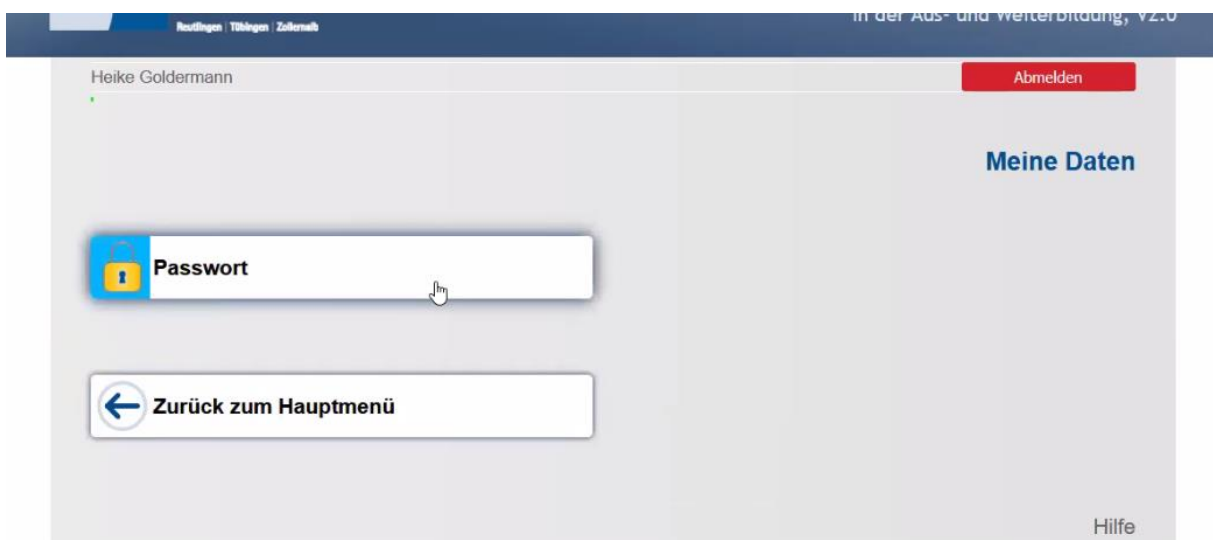 in der Aus- und Weiterbildung, V2.0
Reutlingen | Tübingen | Zollernalb
Heike Goldermann
Abmelden
Meine Daten
Passwort
Zurück zum Hauptmenü
Hilfe